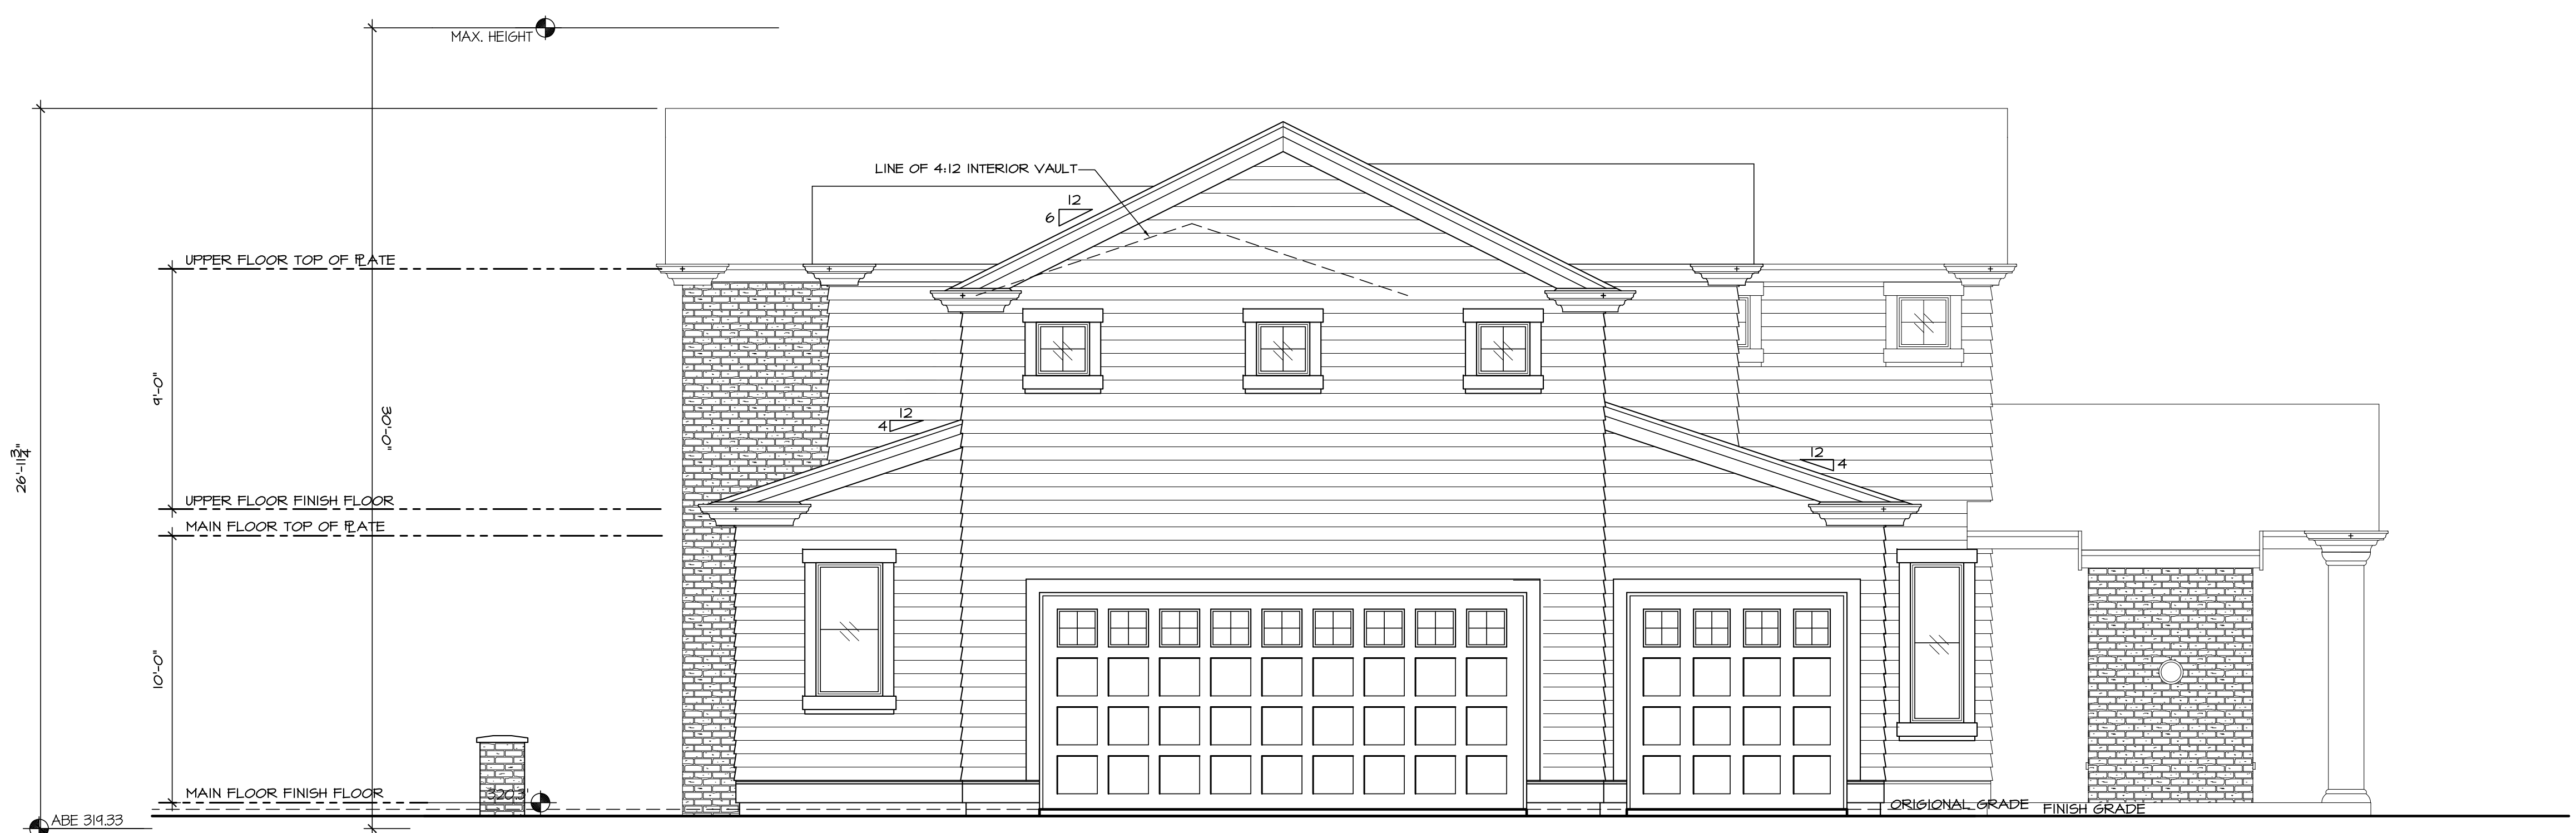 MAX. HEIGHT
LINE OF 4:12 INTERIOR VAULT
12
6
UPPER FLOOR TOP OF PLATE
9'-0"
30'-0"
12
4
26'-11 3/4"
12
4
UPPER FLOOR FINISH FLOOR
MAIN FLOOR TOP OF PLATE
10'-0"
MAIN FLOOR FINISH FLOOR
320.3'
ORIGIONAL GRADE
FINISH GRADE
ABE 319.33